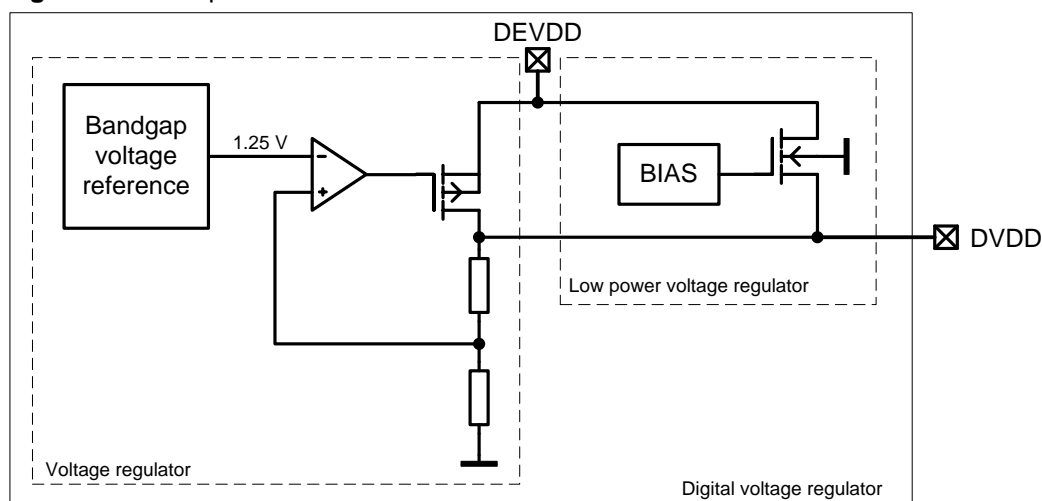 DEVDD
Bandgap
voltage
reference
1.25 V
-
+
BIAS
DVDD
Low power voltage regulator
Voltage regulator
Digital voltage regulator